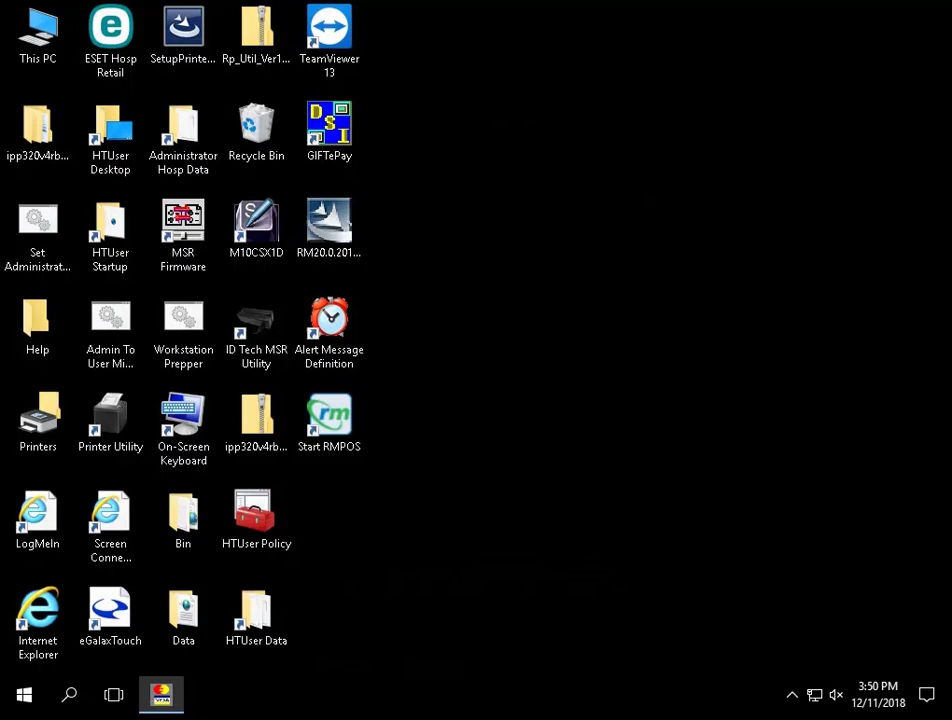 This PC
ESET Hosp
Retail
SetupPrinte...
Rp_Util_Ver1...
TeamViewer
13
ipp320v4rb...
HTUser
Desktop
Administrator
Hosp Data
Recycle Bin
D
S
I
GIFTePay
Set
Administrat...
HTUser
Startup
MSR
Firmware
M10CSX1D
RM20.0.201...
Help
Admin To
User Mi...
Workstation
Prepper
ID Tech MSR
Utility
Alert Message
Definition
Printers
Printer Utility
On-Screen
Keyboard
ipp320v4rb...
rm
Start RMPOS
LogMeIn
Screen
Conne...
Bin
HTUser Policy
Internet
Explorer
eGalaxTouch
Data
HTUser Data
VISA
3:50 PM
12/11/2018